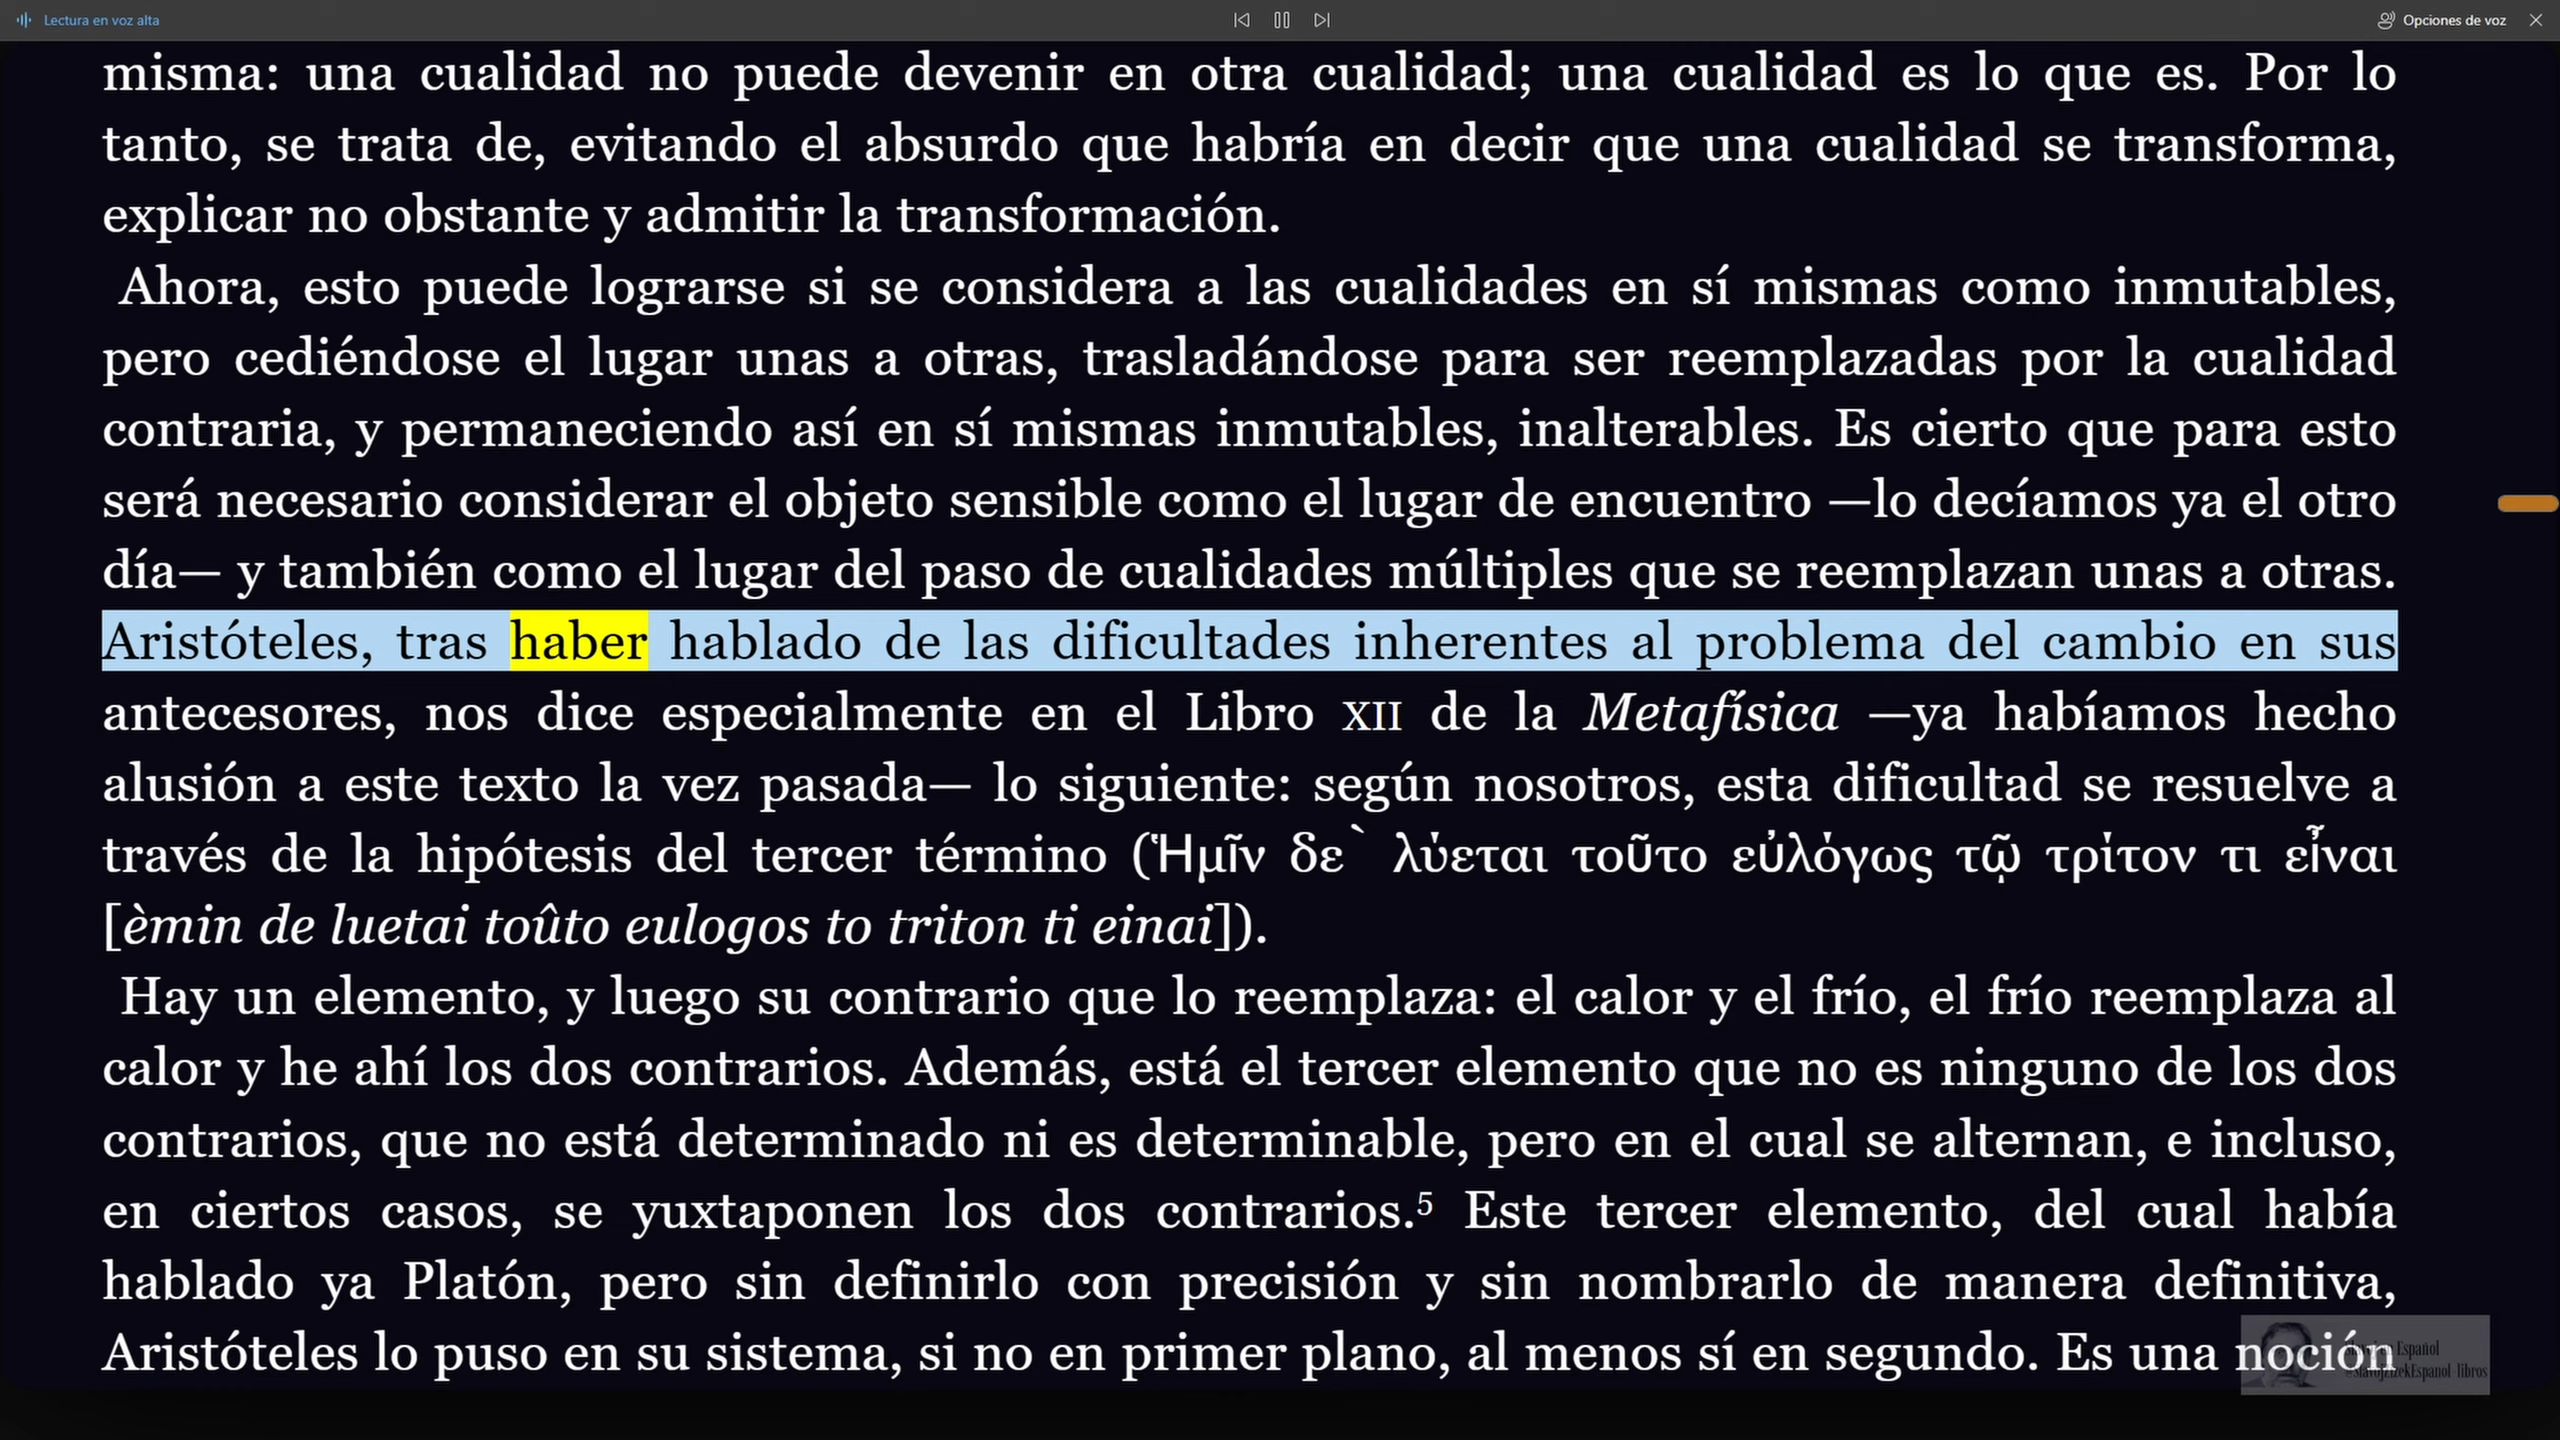 Lectura en voz alta
Opciones de voz
misma: una cualidad no puede devenir en otra cualidad; una cualidad es lo que es. Por lo
tanto, se trata de, evitando el absurdo que habría en decir que una cualidad se transforma,
explicar no obstante y admitir la transformación.
Ahora, esto puede lograrse si se considera a las cualidades en sí mismas como inmutables,
pero cediéndose el lugar unas a otras, trasladándose para ser reemplazadas por la cualidad
contraria, y permaneciendo así en sí mismas inmutables, inalterables. Es cierto que para esto
será necesario considerar el objeto sensible como el lugar de encuentro —lo decíamos ya el otro
día— y también como el lugar del paso de cualidades múltiples que se reemplazan unas a otras.
Aristóteles, tras haber hablado de las dificultades inherentes al problema del cambio en sus
antecesores, nos dice especialmente en el Libro XII de la Metafísica —ya habíamos hecho
alusión a este texto la vez pasada— lo siguiente: según nosotros, esta dificultad se resuelve a
través de la hipótesis del tercer término (Ἡμῖν δε` λύεται τοῦτο εὐλόγως τῷ τρίτον τι εἶναι
[èmin de luetai toûto eulogos to triton ti einai]).
Hay un elemento, y luego su contrario que lo reemplaza: el calor y el frío, el frío reemplaza al
calor y he ahí los dos contrarios. Además, está el tercer elemento que no es ninguno de los dos
contrarios, que no está determinado ni es determinable, pero en el cual se alternan, e incluso,
en ciertos casos, se yuxtaponen los dos contrarios.⁵ Este tercer elemento, del cual había
hablado ya Platón, pero sin definirlo con precisión y sin nombrarlo de manera definitiva,
Aristóteles lo puso en su sistema, si no en primer plano, al menos sí en segundo. Es una noción
en Español